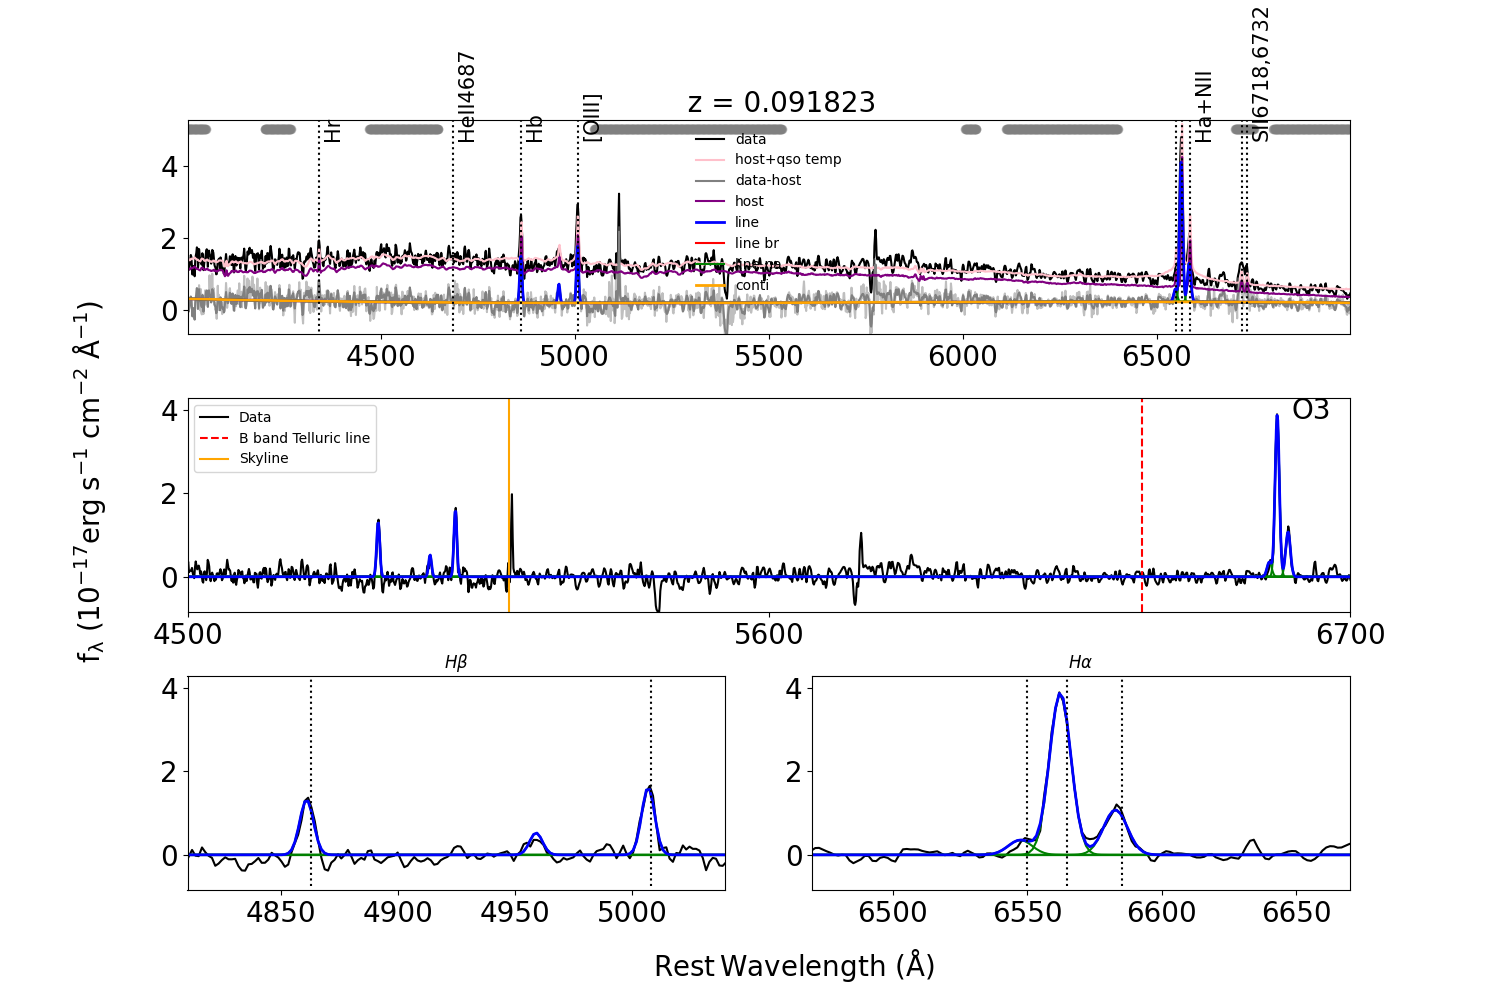 z = 0.091823
Hr
HeII4687
Hb
[OIII]
Ha+NII
SII6718,6732
data
host+qso temp
data-host
host
line
line br
conti
4
2
0
4500 5000 5500 6000 6500
Data
B band Telluric line
Skyline
O3
4
2
0
4500 5600 6700
fλ (10⁻¹⁷erg s⁻¹ cm⁻² Å⁻¹)
Hβ
4
2
0
4850 4900 4950 5000
Hα
4
2
0
6500 6550 6600 6650
Rest Wavelength (Å)